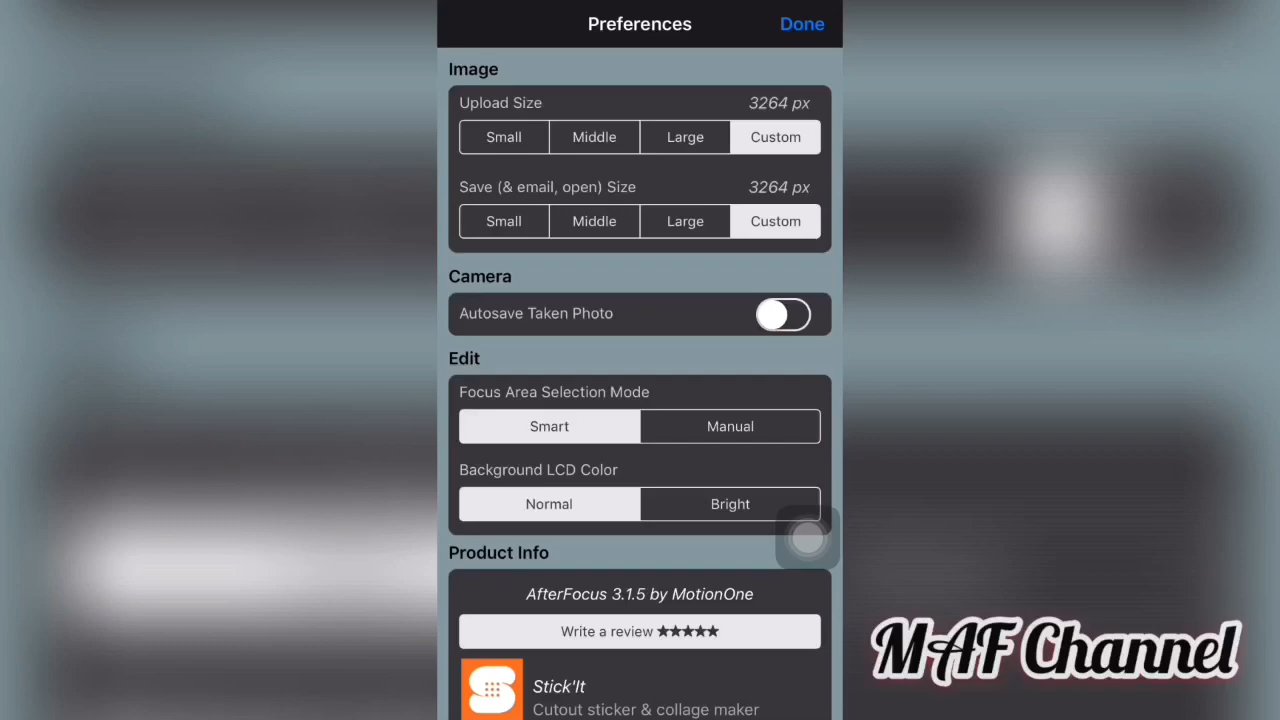 Preferences Done
Image
Upload Size 3264 px
Small Middle Large Custom
Save (& email, open) Size 3264 px
Small Middle Large Custom
Camera
Autosave Taken Photo
Edit
Focus Area Selection Mode
Smart Manual
Background LCD Color
Normal Bright
Product Info
AfterFocus 3.1.5 by MotionOne
Write a review ★★★★★
Stick'It
Cutout sticker & collage maker
MAF Channel